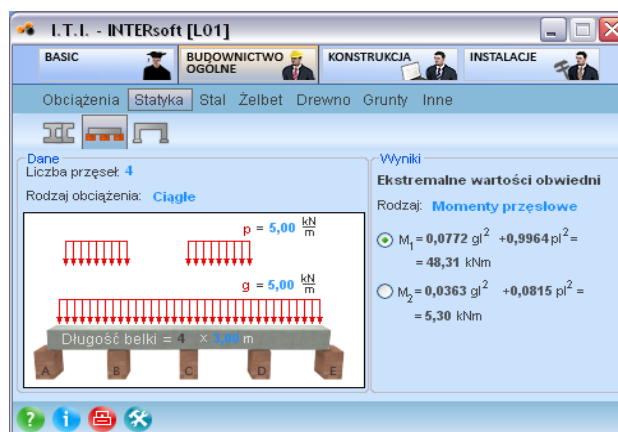 I.T.I. - INTERsoft [L01]
BASIC
BUDOWNICTWO
OGÓLNE
KONSTRUKCJA
INSTALACJE
Obciążenia Statyka Stal Żelbet Drewno Grunty Inne
Dane
Liczba przęseł: 4
Rodzaj obciążenia: Ciągłe
p = 5,00 kN/m
g = 5,00 kN/m
Długość belki = 4 × 3,00 m
A B C D E
Wyniki
Ekstremalne wartości obwiedni
Rodzaj: Momenty przęsłowe
M₁ = 0,0772 gl² +0,9964 pl² =
= 48,31 kNm
M₂ = 0,0363 gl² +0,0815 pl² =
= 5,30 kNm